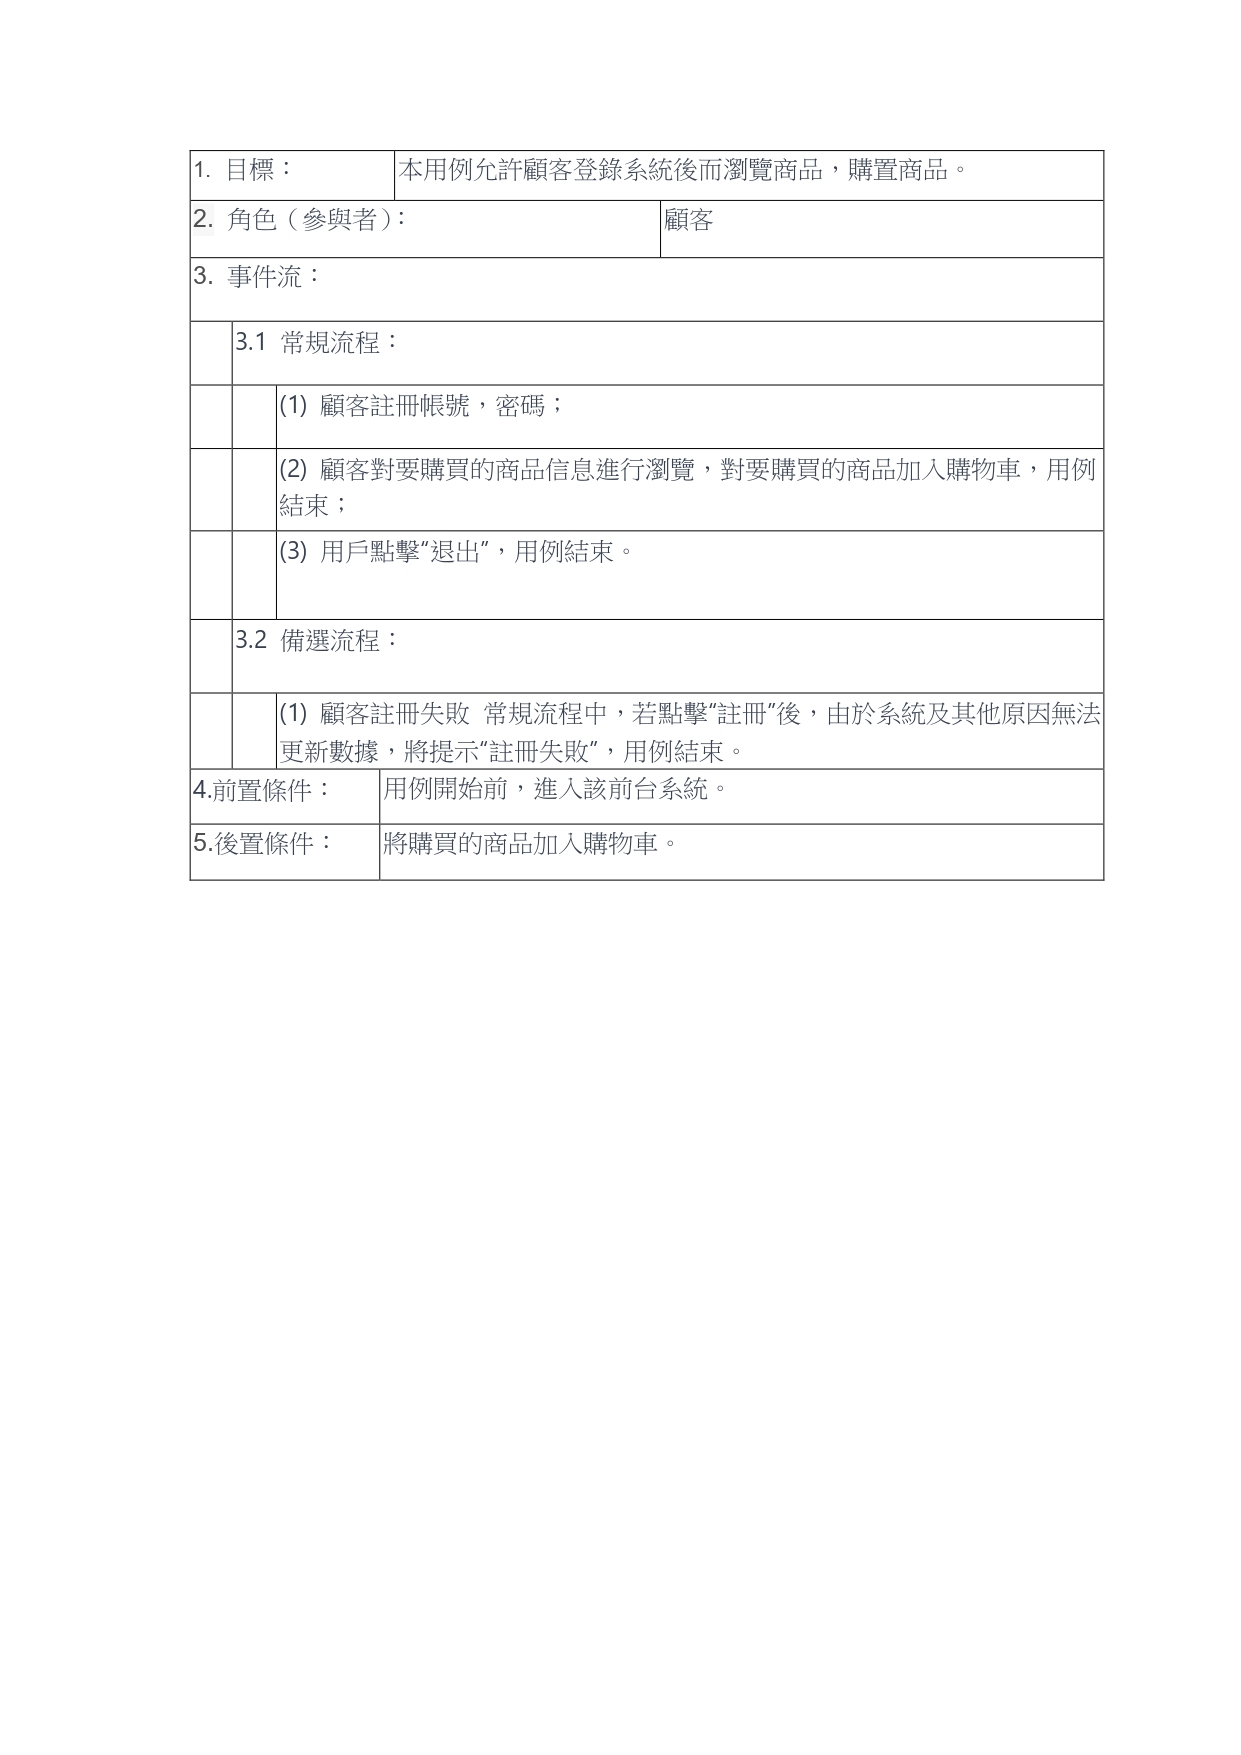 1. 目標： 本用例允許顧客登錄系統後而瀏覽商品，購置商品。
2. 角色（參與者）： 顧客
3. 事件流：
3.1 常規流程：
(1) 顧客註冊帳號，密碼；
(2) 顧客對要購買的商品信息進行瀏覽，對要購買的商品加入購物車，用例
結束；
(3) 用戶點擊“退出”，用例結束。
3.2 備選流程：
(1) 顧客註冊失敗 常規流程中，若點擊“註冊”後，由於系統及其他原因無法
更新數據，將提示“註冊失敗”，用例結束。
4.前置條件： 用例開始前，進入該前台系統。
5.後置條件： 將購買的商品加入購物車。